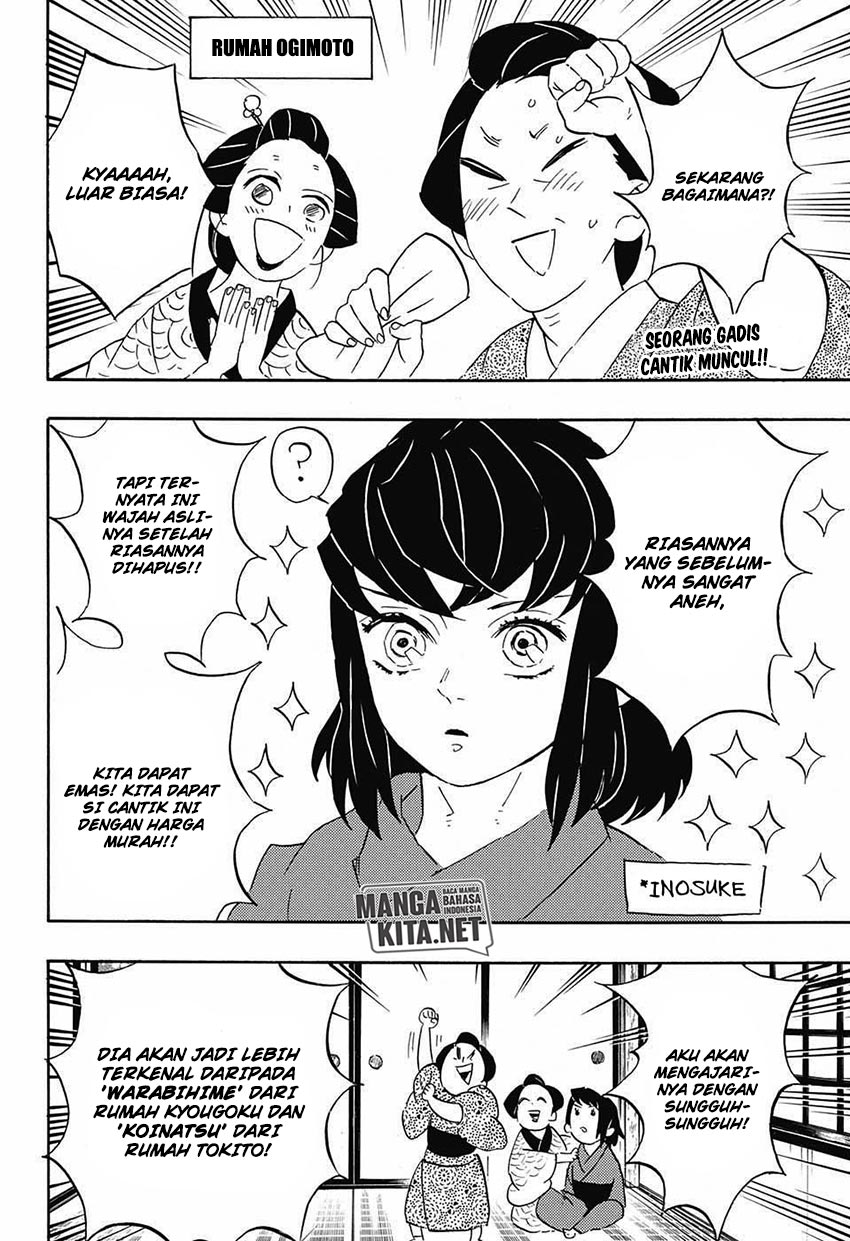 RUMAH OGIMOTO
SEKARANG
BAGAIMANA?!
KYAAAAH,
LUAR BIASA!
SEORANG GADIS
CANTIK MUNCUL!!
RIASANNYA
YANG SEBELUM-
NYA SANGAT
ANEH,
?
TAPI TER-
NYATA INI
WAJAH ASLI-
NYA SETELAH
RIASANNYA
DIHAPUS!!
KITA DAPAT
EMAS! KITA DAPAT
SI CANTIK INI
DENGAN HARGA
MURAH!!
*INOSUKE
MANGA
KITA.NET
BACA MANGA
BAHASA
INDONESIA
AKU AKAN
MENGAJARI-
NYA DENGAN
SUNGGUH-
SUNGGUH!
DIA AKAN JADI LEBIH
TERKENAL DARIPADA
'WARABIHIME' DARI
RUMAH KYOUGOKU DAN
'KOINATSU' DARI
RUMAH TOKITO!